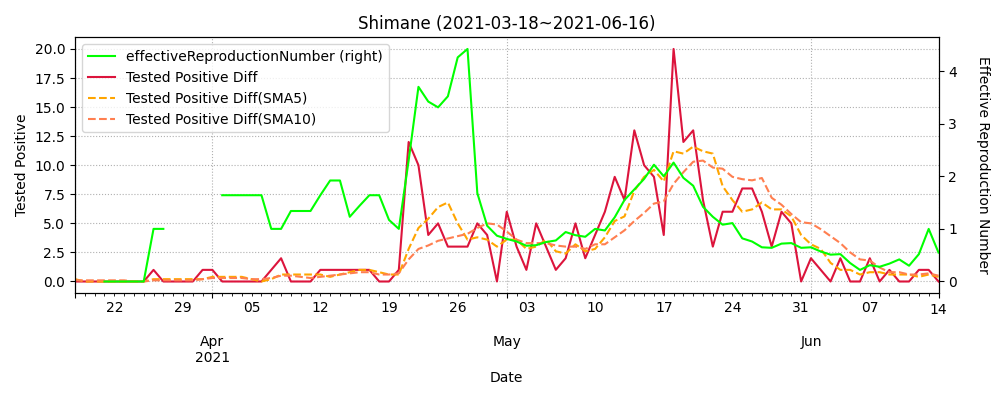 Shimane (2021-03-18~2021-06-16)
effectiveReproductionNumber (right)
Tested Positive Diff
Tested Positive Diff(SMA5)
Tested Positive Diff(SMA10)
Tested Positive
20.0
17.5
15.0
12.5
10.0
7.5
5.0
2.5
0.0
Effective Reproduction Number
4
3
2
1
0
22 29 05 12 19 26 03 10 17 24 31 07 14
Apr May Jun
2021
Date